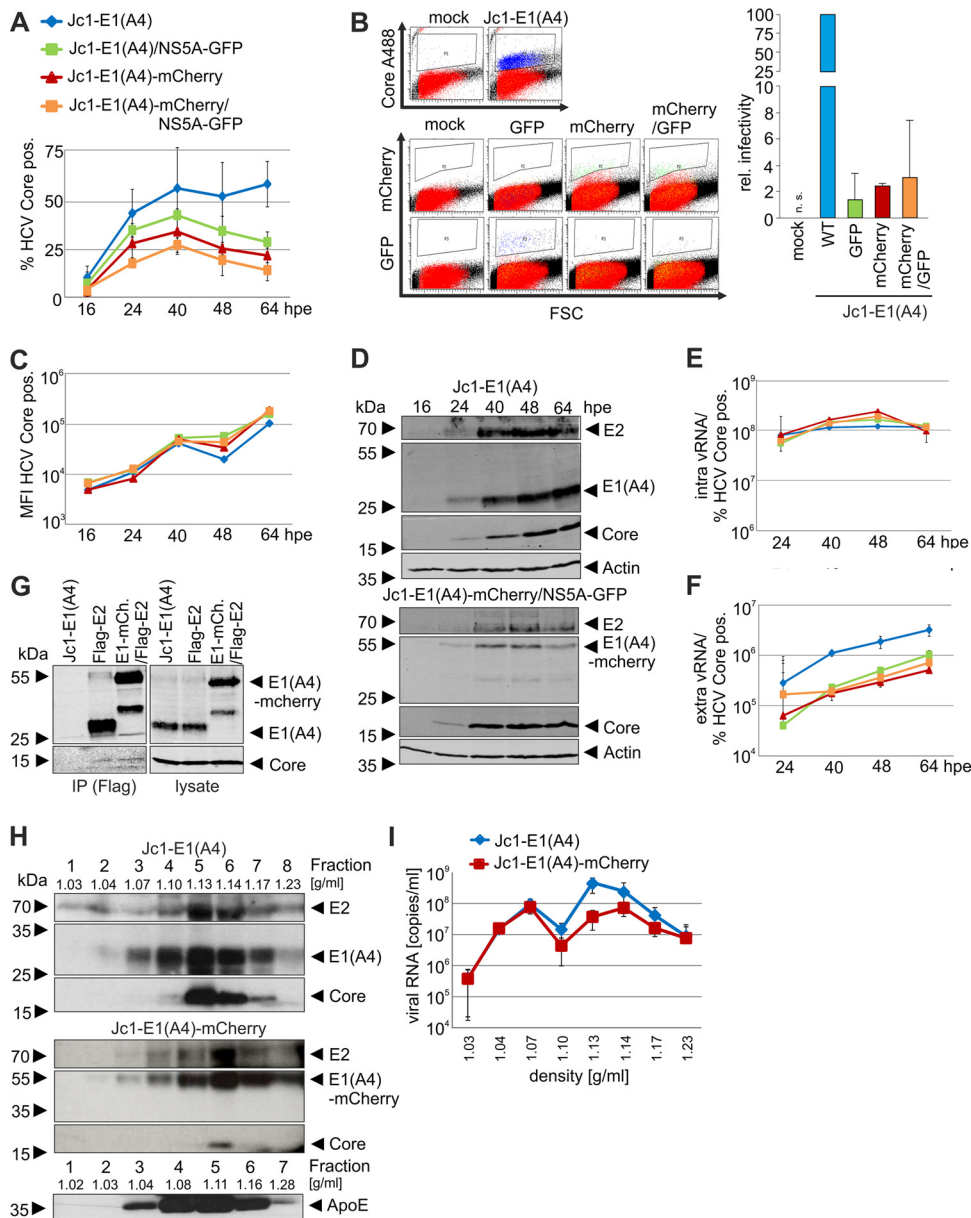 A
Jc1-E1(A4)
Jc1-E1(A4)/NS5A-GFP
Jc1-E1(A4)-mCherry
Jc1-E1(A4)-mCherry/
NS5A-GFP
% HCV Core pos.
75
50
25
0
16 24 40 48 64 hpe
B
mock Jc1-E1(A4)
Core A488
mock GFP mCherry mCherry
/GFP
mCherry
GFP
FSC
rel. infectivity
100
75
50
25
10
8
6
4
2
0
n. s.
mock
WT
GFP
mCherry
mCherry
/GFP
Jc1-E1(A4)
C
MFI HCV Core pos.
10^6
10^5
10^4
10^3
16 24 40 48 64 hpe
D
Jc1-E1(A4)
kDa 16 24 40 48 64 hpe
70 E2
55
E1(A4)
25
Core
15
Actin
35
Jc1-E1(A4)-mCherry/NS5A-GFP
70 E2
55 E1(A4)
-mcherry
25
Core
15
Actin
35
E
intra vRNA/
% HCV Core pos.
10^9
10^8
10^7
10^6
24 40 48 64 hpe
F
extra vRNA/
% HCV Core pos.
10^7
10^6
10^5
10^4
24 40 48 64 hpe
G
Jc1-E1(A4)
Flag-E2
E1-mCh.
/Flag-E2
Jc1-E1(A4)
Flag-E2
E1-mCh.
/Flag-E2
kDa
55 E1(A4)
-mcherry
E1(A4)
25
15 Core
IP (Flag) lysate
H
Jc1-E1(A4)
1 2 3 4 5 6 7 8 Fraction
kDa 1.03 1.04 1.07 1.10 1.13 1.14 1.17 1.23 [g/ml]
70 E2
35
E1(A4)
25
Core
15
Jc1-E1(A4)-mCherry
70 E2
55 E1(A4)
-mCherry
35
Core
15
1 2 3 4 5 6 7 Fraction
1.02 1.03 1.04 1.08 1.11 1.16 1.28 [g/ml]
35 ApoE
I
Jc1-E1(A4)
Jc1-E1(A4)-mCherry
viral RNA [copies/ml]
10^9
10^8
10^7
10^6
10^5
10^4
1.03
1.04
1.07
1.10
1.13
1.14
1.17
1.23
density [g/ml]